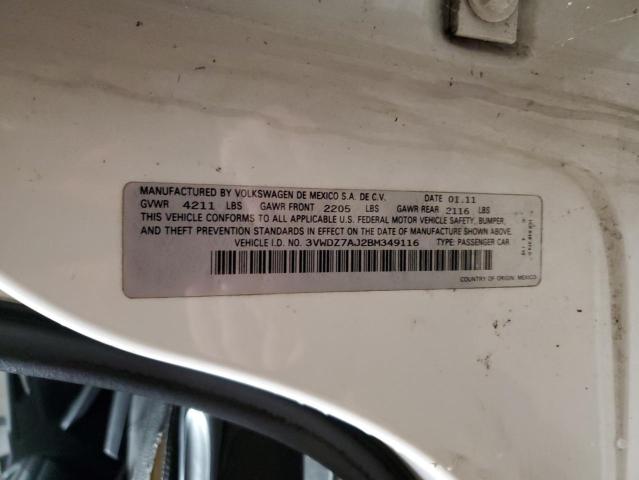 MANUFACTURED BY VOLKSWAGEN DE MEXICO S.A. DE C.V. DATE 01.11
GVWR 4211 LBS GAWR FRONT 2205 LBS GAWR REAR 2116 LBS
THIS VEHICLE CONFORMS TO ALL APPLICABLE U.S. FEDERAL MOTOR VEHICLE SAFETY, BUMPER,
AND THEFT PREVENTION STANDARDS IN EFFECT ON THE DATE OF MANUFACTURE SHOWN ABOVE.
VEHICLE I.D. NO. 3VWDZ7AJ2BM349116 TYPE: PASSENGER CAR
COUNTRY OF ORIGIN: MEXICO